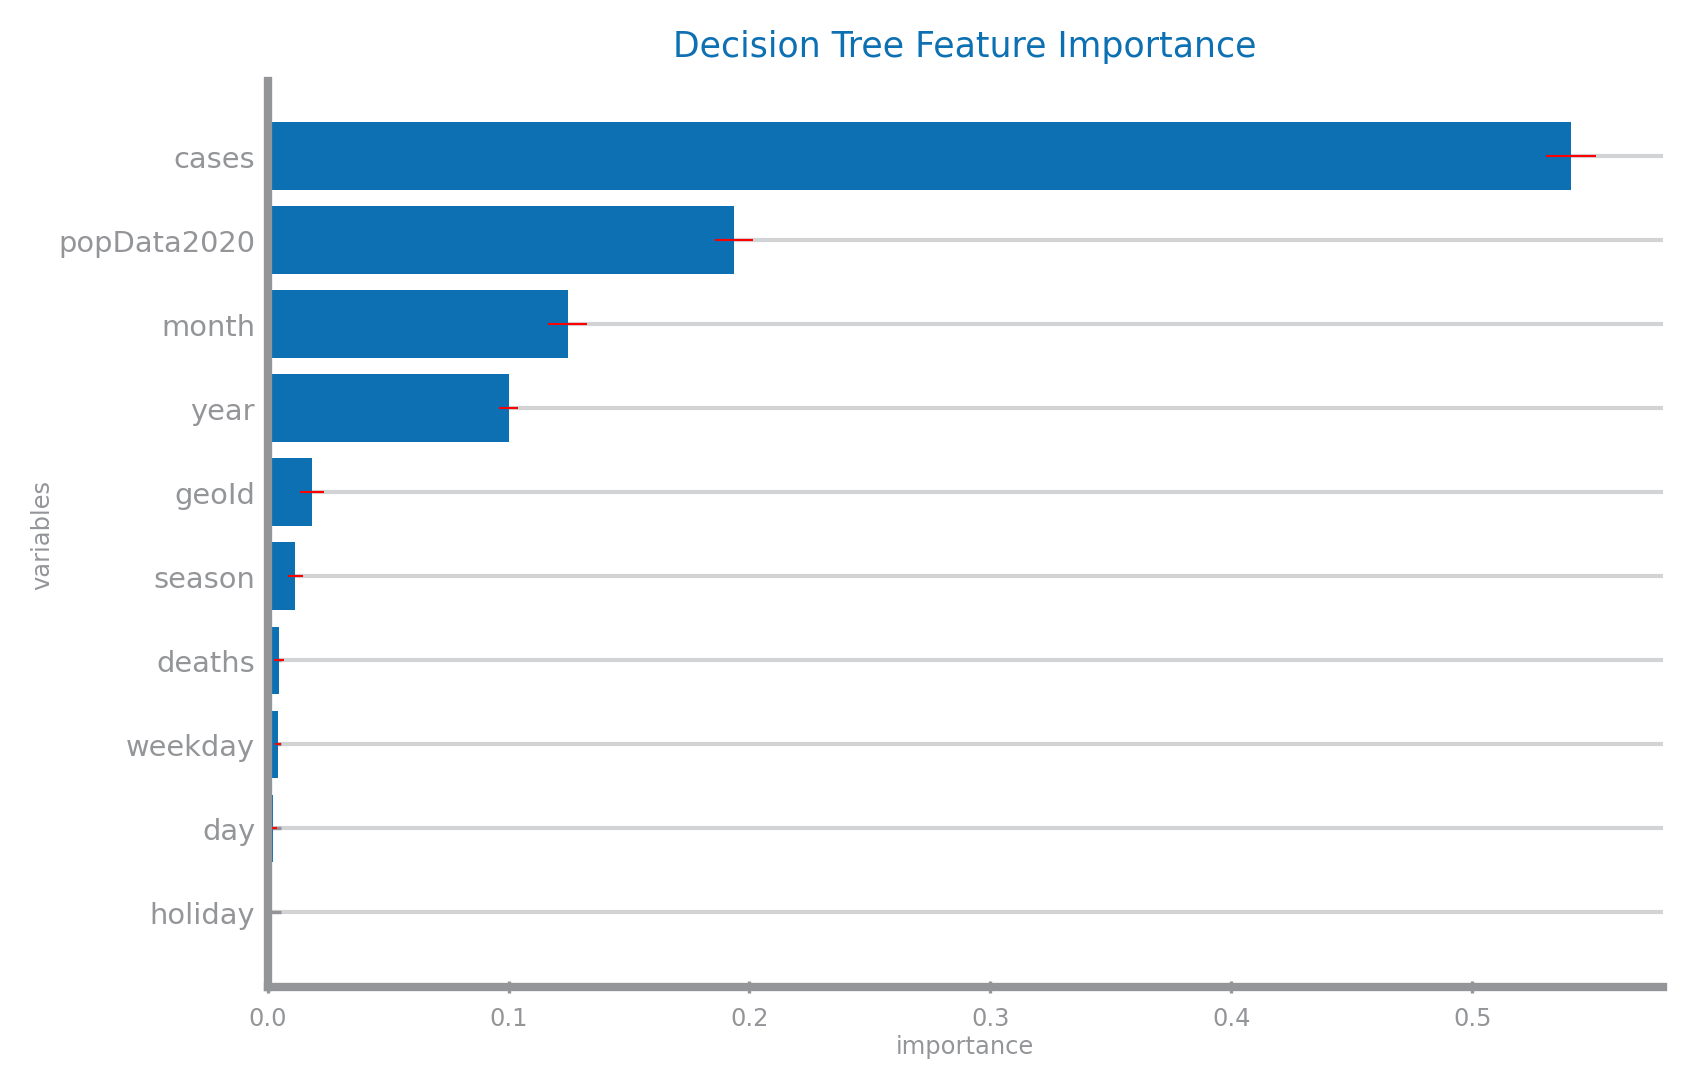 Decision Tree Feature Importance
cases
popData2020
month
year
geoId
season
deaths
weekday
day
holiday
variables
0.0 0.1 0.2 0.3 0.4 0.5
importance